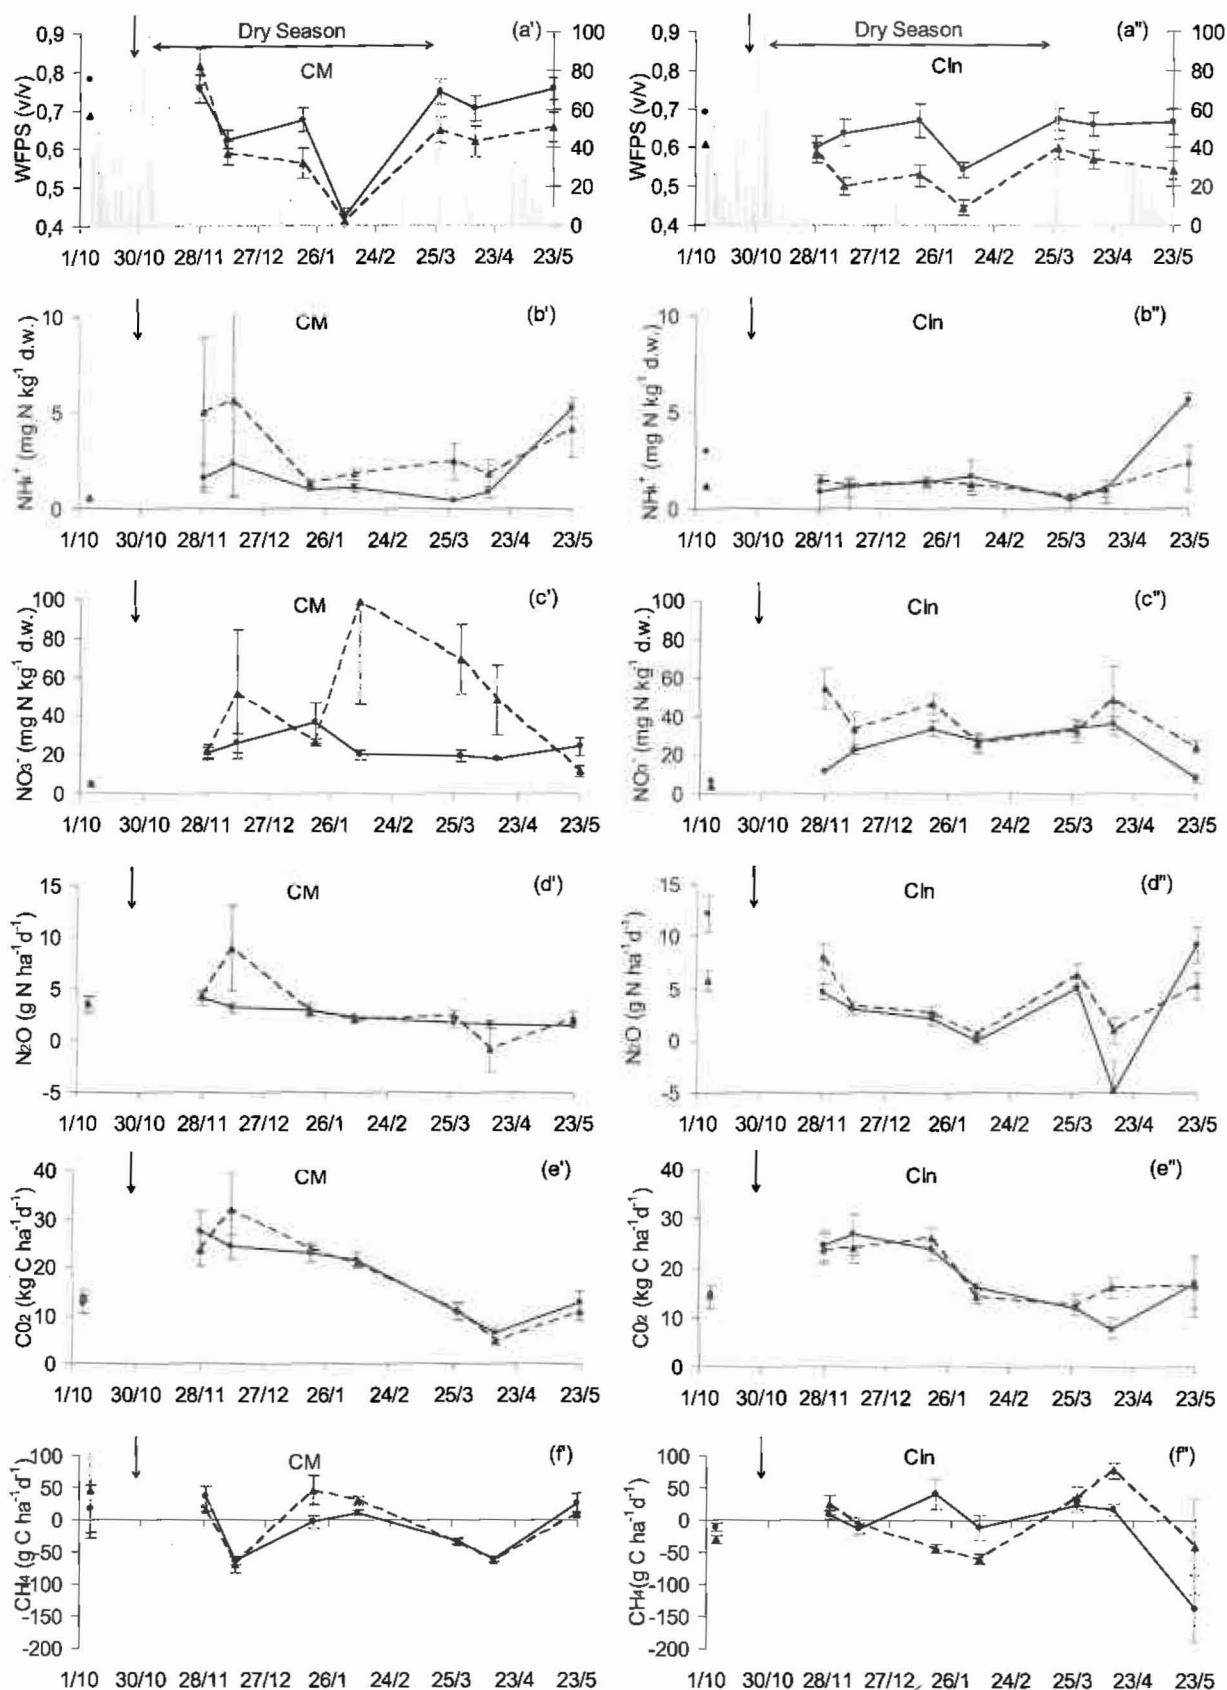 Dry Season (a') Dry Season (a")
CM CIn
WFPS (v/v) WFPS (v/v)
0,9 100 0,9 100
0,8 80 0,8 80
0,7 60 0,7 60
0,6 40 0,6 40
0,5 20 0,5 20
0,4 0 0,4 0
1/10 30/10 28/11 27/12 26/1 24/2 25/3 23/4 23/5 1/10 30/10 28/11 27/12 26/1 24/2 25/3 23/4 23/5
CM (b') CIn (b")
NH₄⁺ (mg N kg⁻¹ d.w.) NH₄⁺ (mg N kg⁻¹ d.w.)
10 10
5 5
0 0
1/10 30/10 28/11 27/12 26/1 24/2 25/3 23/4 23/5 1/10 30/10 28/11 27/12 26/1 24/2 25/3 23/4 23/5
CM (c') CIn (c")
NO₃⁻ (mg N kg⁻¹ d.w.) NO₃⁻ (mg N kg⁻¹ d.w.)
100 100
80 80
60 60
40 40
20 20
0 0
1/10 30/10 28/11 27/12 26/1 24/2 25/3 23/4 23/5 1/10 30/10 28/11 27/12 26/1 24/2 25/3 23/4 23/5
CM (d') CIn (d")
N₂O (g N ha⁻¹d⁻¹) N₂O (g N ha⁻¹d⁻¹)
15 15
10 10
5 5
0 0
-5 -5
1/10 30/10 28/11 27/12 26/1 24/2 25/3 23/4 23/5 1/10 30/10 28/11 27/12 26/1 24/2 25/3 23/4 23/5
CM (e') CIn (e")
C0₂ (kg C ha⁻¹d⁻¹) C0₂ (kg C ha⁻¹d⁻¹)
40 40
30 30
20 20
10 10
0 0
1/10 30/10 28/11 27/12 26/1 24/2 25/3 23/4 23/5 1/10 30/10 28/11 27/12 26/1 24/2 25/3 23/4 23/5
CM (f') CIn (f")
CH₄ (g C ha⁻¹d⁻¹) CH₄(g C ha⁻¹d⁻¹)
100 100
50 50
0 0
-50 -50
-100 -100
-150 -150
-200 -200
1/10 30/10 28/11 27/12 26/1 24/2 25/3 23/4 23/5 1/10 30/10 28/11 27/12 26/1 24/2 25/3 23/4 23/5